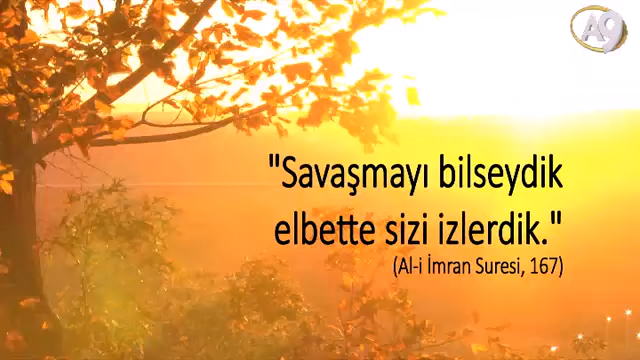 A9
"Savaşmayı bilseydik
elbette sizi izlerdik."
(Al-i İmran Suresi, 167)